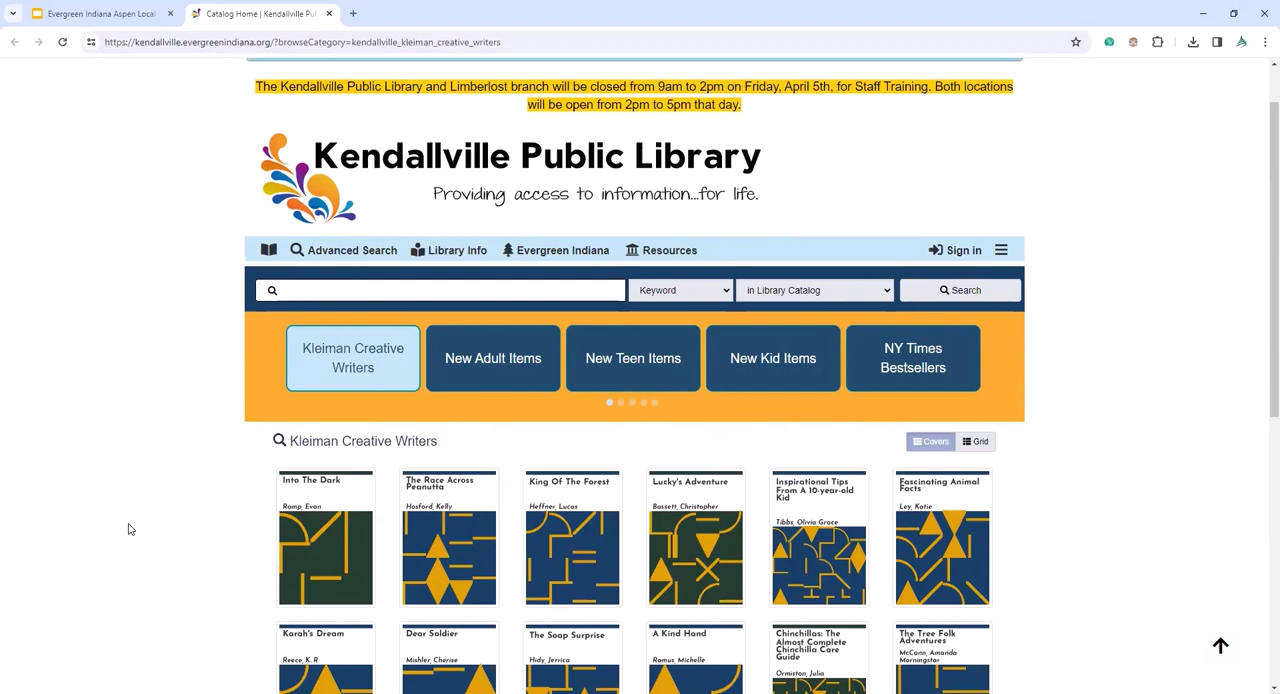 Evergreen Indiana Aspen Local
Catalog Home | Kendallville Pu
https://kendallville.evergreenindiana.org/?browseCategory=kendallville_kleiman_creative_writers
The Kendallville Public Library and Limberlost branch will be closed from 9am to 2pm on Friday, April 5th, for Staff Training. Both locations
will be open from 2pm to 5pm that day.
Kendallville Public Library
Providing access to information...for life.
Advanced Search Library Info Evergreen Indiana Resources Sign in
Keyword in Library Catalog Search
Kleiman Creative
Writers
New Adult Items
New Teen Items
New Kid Items
NY Times
Bestsellers
Kleiman Creative Writers
Covers Grid
Into The Dark
Ramp, Evan
The Race Across
Peanutta
Hosford, Kelly
King Of The Forest
Heffner, Lucas
Lucky's Adventure
Bassett, Christopher
Inspirational Tips
From A 10-year-old
Kid
Tibbs, Olivia Grace
Fascinating Animal
Facts
Ley, Katie
Karah's Dream
Reece, K. R
Dear Soldier
Mishler, Cherise
The Soap Surprise
Hidy, Jerrica
A Kind Hand
Ramus, Michelle
Chinchillas: The
Almost Complete
Chinchilla Care
Guide
Ormiston, Julia
The Tree Folk
Adventures
McCann, Amanda
Morningstar